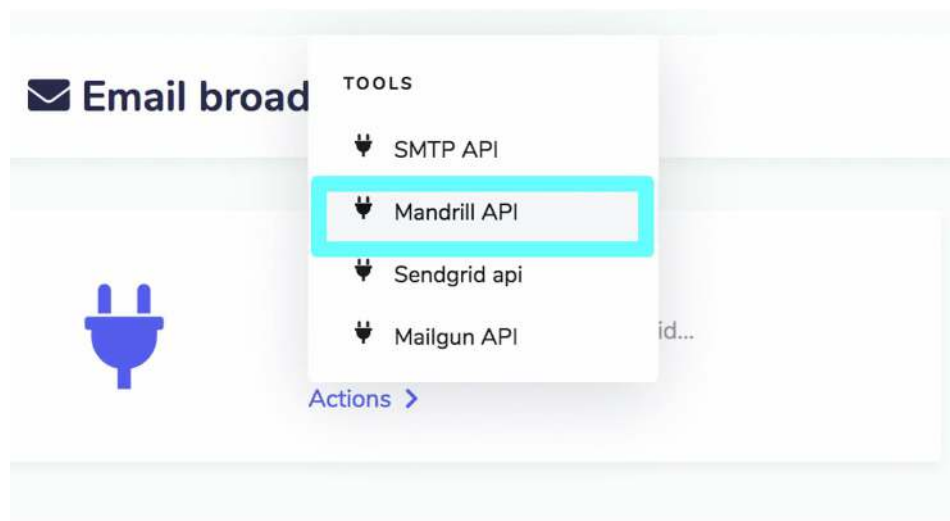 Email broad
TOOLS
SMTP API
Mandrill API
Sendgrid api
Mailgun API
id...
Actions